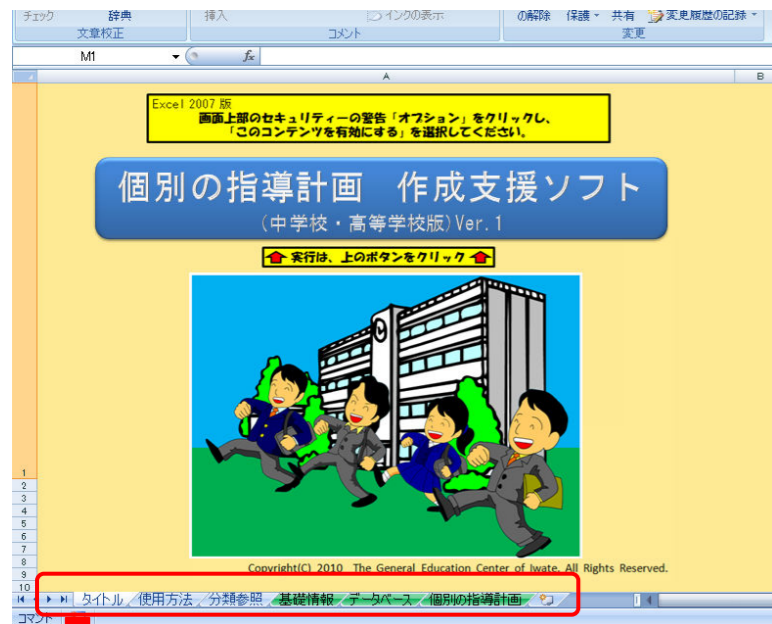 チェック 辞典 挿入 インクの表示 の解除 保護 共有 変更履歴の記録
文章校正 コメント 変更
M1 fx
A B
Excel 2007 版
画面上部のセキュリティーの警告「オプション」をクリックし、
「このコンテンツを有効にする」を選択してください。
個別の指導計画 作成支援ソフト
(中学校・高等学校版)Ver.1
実行は、上のボタンをクリック
1
2
3
4
5
6
7
8
9
10
Copyright(C) 2010 The General Education Center of Iwate. All Rights Reserved.
タイトル 使用方法 分類参照 基礎情報 データベース 個別の指導計画
コマンド